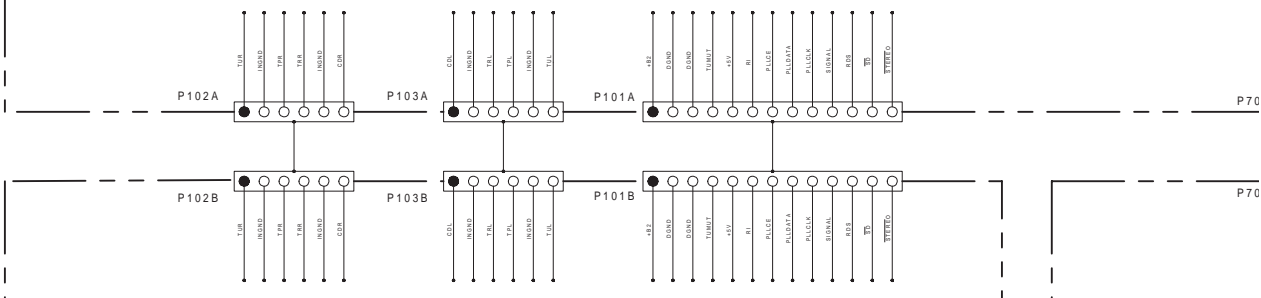 TUR INGND TPR TRR INGND CDR
CDL INGND TRL TPL INGND TUL
+B2 DGND DGND TUMUT +5V RI PLLCE PLLDATA PLLCLK SIGNAL RDS SD STEREO
P102A P103A P101A P70
P102B P103B P101B P70
TUR INGND TPR TRR INGND CDR
CDL INGND TRL TPL INGND TUL
+B2 DGND DGND TUMUT +5V RI PLLCE PLLDATA PLLCLK SIGNAL RDS SD STEREO